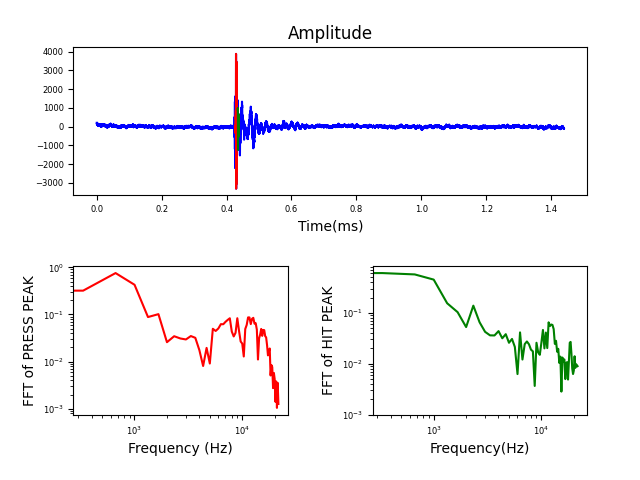 Amplitude
4000
3000
2000
1000
0
−1000
−2000
−3000
0.0 0.2 0.4 0.6 0.8 1.0 1.2 1.4
Time(ms)
FFT of PRESS PEAK
10⁰
10⁻¹
10⁻²
10⁻³
10³ 10⁴
Frequency (Hz)
FFT of HIT PEAK
10⁻¹
10⁻²
10⁻³
10³ 10⁴
Frequency(Hz)